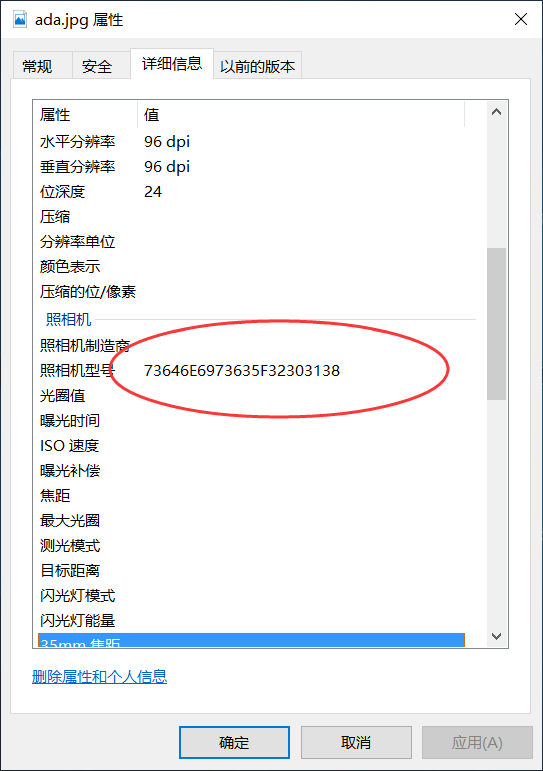 ada.jpg 属性
常规 安全 详细信息 以前的版本
属性 值
水平分辨率 96 dpi
垂直分辨率 96 dpi
位深度 24
压缩
分辨率单位
颜色表示
压缩的位/像素
照相机
照相机制造商
照相机型号 73646E6973635F32303138
光圈值
曝光时间
ISO 速度
曝光补偿
焦距
最大光圈
测光模式
目标距离
闪光灯模式
闪光灯能量
35mm 焦距
删除属性和个人信息
确定 取消 应用(A)